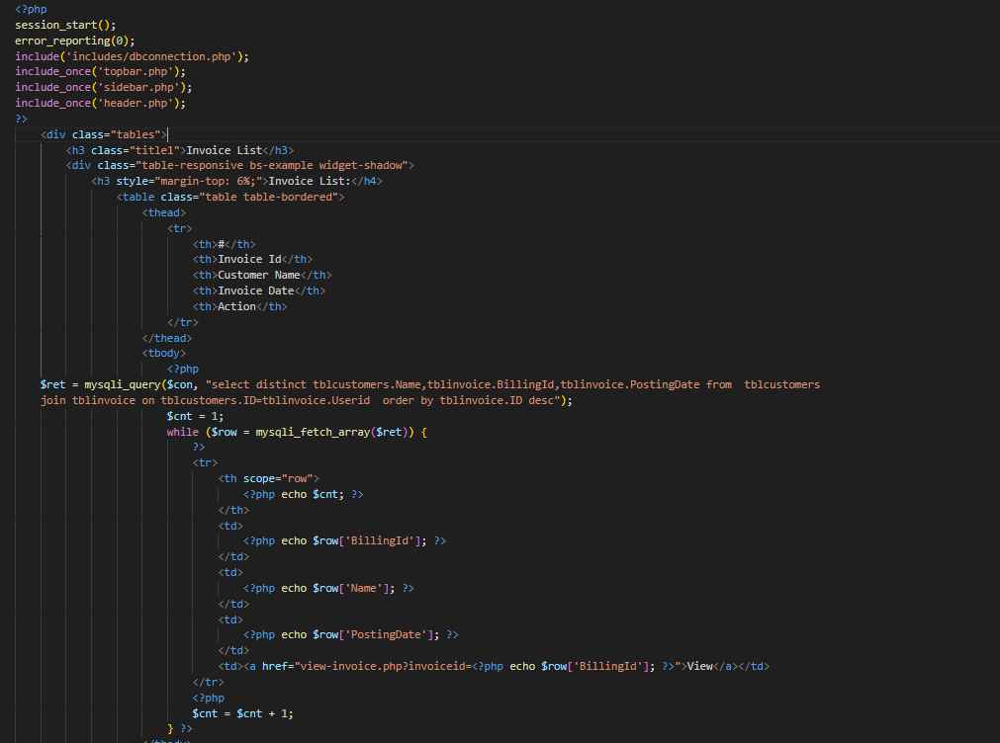 <?php
session_start();
error_reporting(0);
include('includes/dbconnection.php');
include_once('topbar.php');
include_once('sidebar.php');
include_once('header.php');
?>
<div class="tables">
<h3 class="title1">Invoice List</h3>
<div class="table-responsive bs-example widget-shadow">
<h3 style="margin-top: 6%;">Invoice List:</h4>
<table class="table table-bordered">
<thead>
<tr>
<th>#</th>
<th>Invoice Id</th>
<th>Customer Name</th>
<th>Invoice Date</th>
<th>Action</th>
</tr>
</thead>
<tbody>
<?php
$ret = mysqli_query($con, "select distinct tblcustomers.Name,tblinvoice.BillingId,tblinvoice.PostingDate from  tblcustomers
join tblinvoice on tblcustomers.ID=tblinvoice.Userid  order by tblinvoice.ID desc");
$cnt = 1;
while ($row = mysqli_fetch_array($ret)) {
?>
<tr>
<th scope="row">
<?php echo $cnt; ?>
</th>
<td>
<?php echo $row['BillingId']; ?>
</td>
<td>
<?php echo $row['Name']; ?>
</td>
<td>
<?php echo $row['PostingDate']; ?>
</td>
<td><a href="view-invoice.php?invoiceid=<?php echo $row['BillingId']; ?>">View</a></td>
</tr>
<?php
$cnt = $cnt + 1;
} ?>